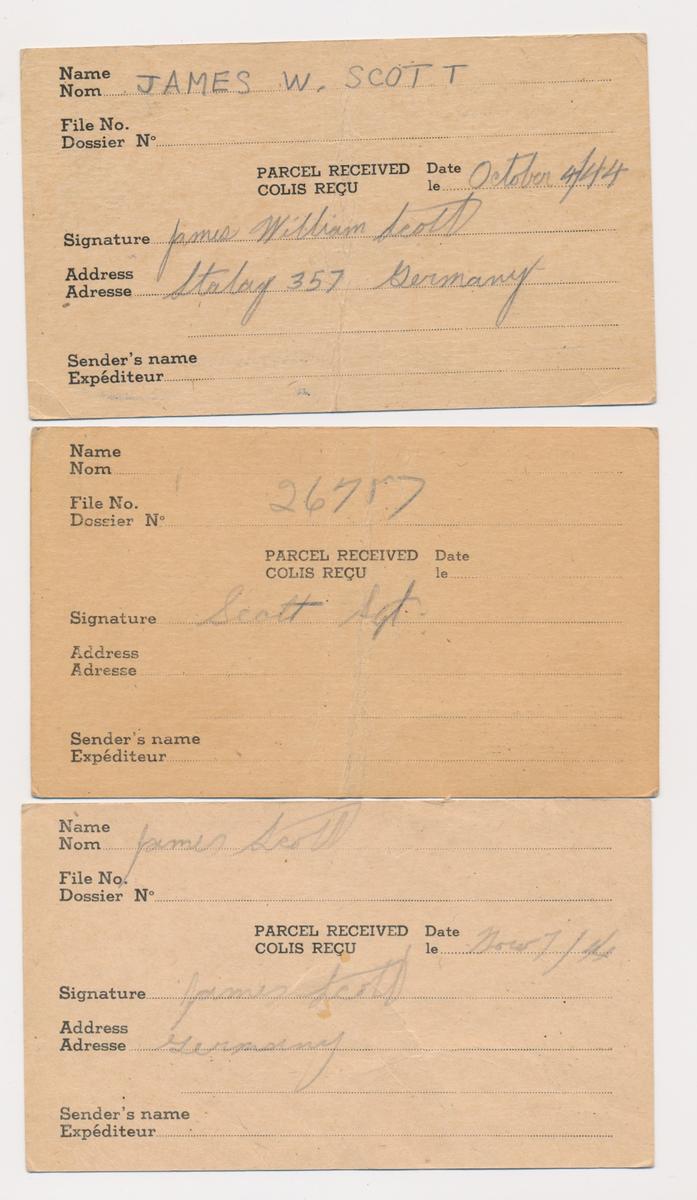 Name
Nom JAMES W. SCOTT
File No.
Dossier Nº
PARCEL RECEIVED Date
COLIS REÇU le October 4/44
Signature James William Scott
Address
Adresse Stalag 357 Germany
Sender's name
Expéditeur
Name
Nom
File No. 26757
Dossier Nº
PARCEL RECEIVED Date
COLIS REÇU le
Signature Scott Sgt.
Address
Adresse
Sender's name
Expéditeur
Name
Nom James Scott
File No.
Dossier Nº
PARCEL RECEIVED Date
COLIS REÇU le Nov 7/44
Signature James Scott
Address
Adresse Germany
Sender's name
Expéditeur